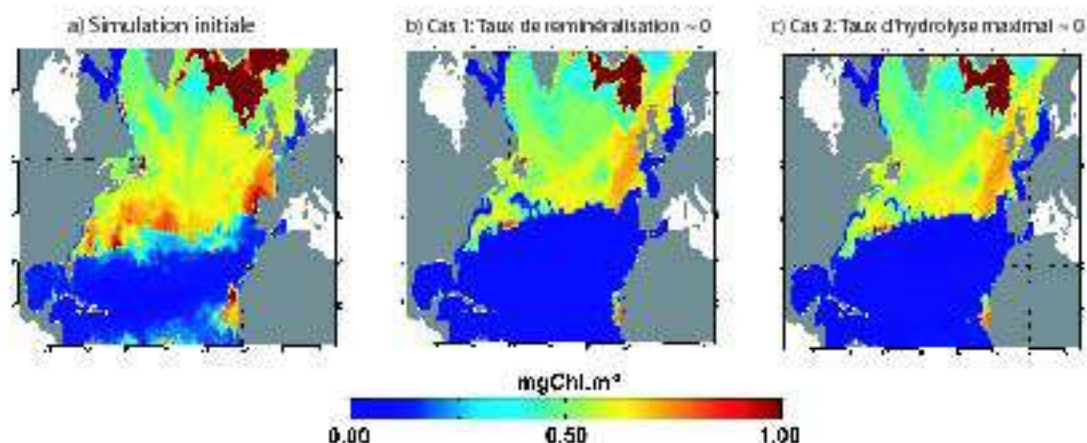 a) Simulation initiale
b) Cas 1: Taux de reminéralisation ~ 0
c) Cas 2: Taux d'hydrolyse maximal ~ 0
mgChl.m⁻³
0.00
0.50
1.00